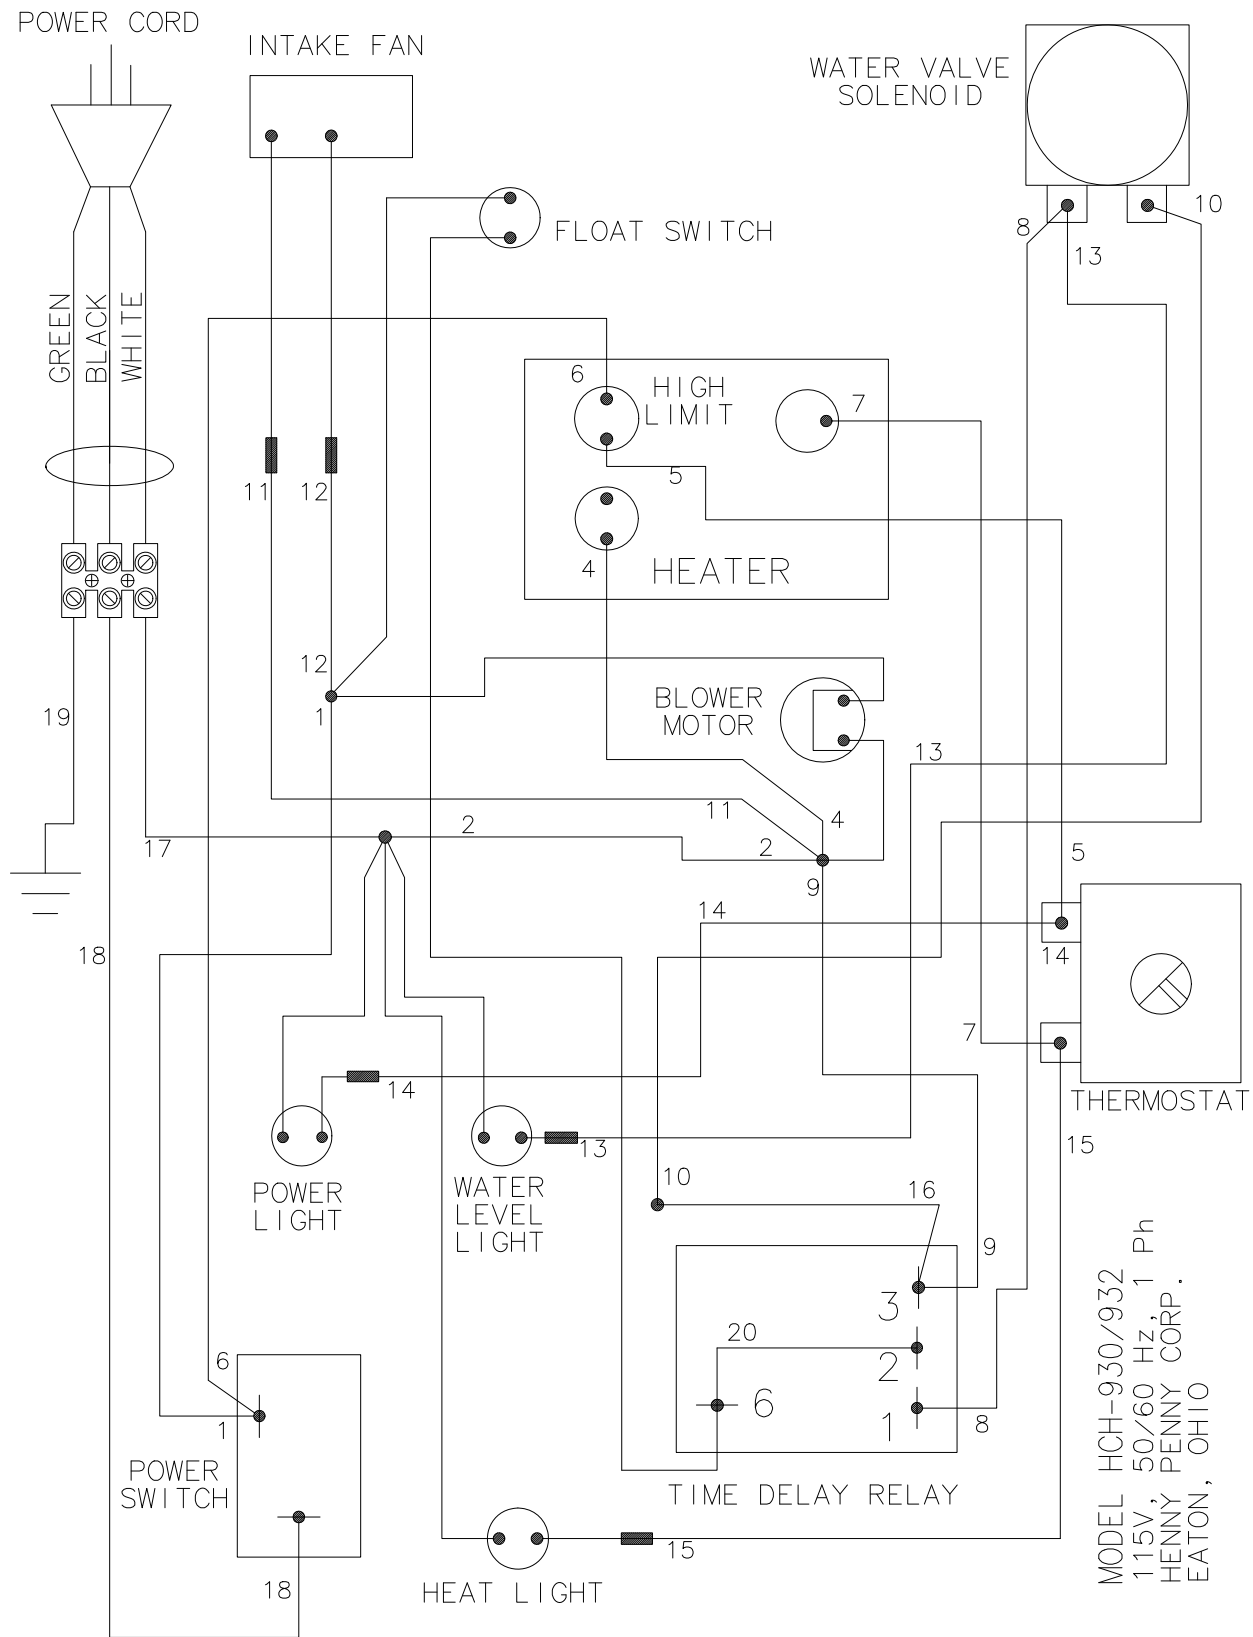 POWER CORD
INTAKE FAN
WATER VALVE
SOLENOID
10
8
13
FLOAT SWITCH
GREEN
BLACK
WHITE
6
HIGH
LIMIT
7
5
11
12
4
HEATER
12
1
BLOWER
MOTOR
19
13
11
4
2
17
2
9
5
14
18
14
7
14
THERMOSTAT
13
15
10
POWER
LIGHT
WATER
LEVEL
LIGHT
16
9
3
20
2
6
1
8
6
1
POWER
SWITCH
TIME DELAY RELAY
15
18
HEAT LIGHT
MODEL HCH-930/932
115V, 50/60 Hz, 1 Ph
HENNY PENNY CORP.
EATON, OHIO